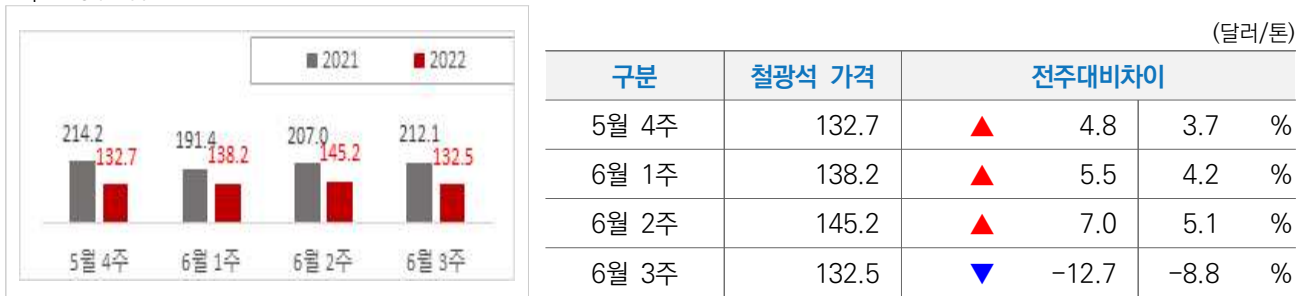 ■ 2021 ■ 2022
214.2 132.7 191.4 138.2 207.0 145.2 212.1 132.5
5월 4주 6월 1주 6월 2주 6월 3주
(달러/톤)
구분 철광석 가격 전주대비차이
5월 4주 132.7 ▲ 4.8 3.7 %
6월 1주 138.2 ▲ 5.5 4.2 %
6월 2주 145.2 ▲ 7.0 5.1 %
6월 3주 132.5 ▼ -12.7 -8.8 %